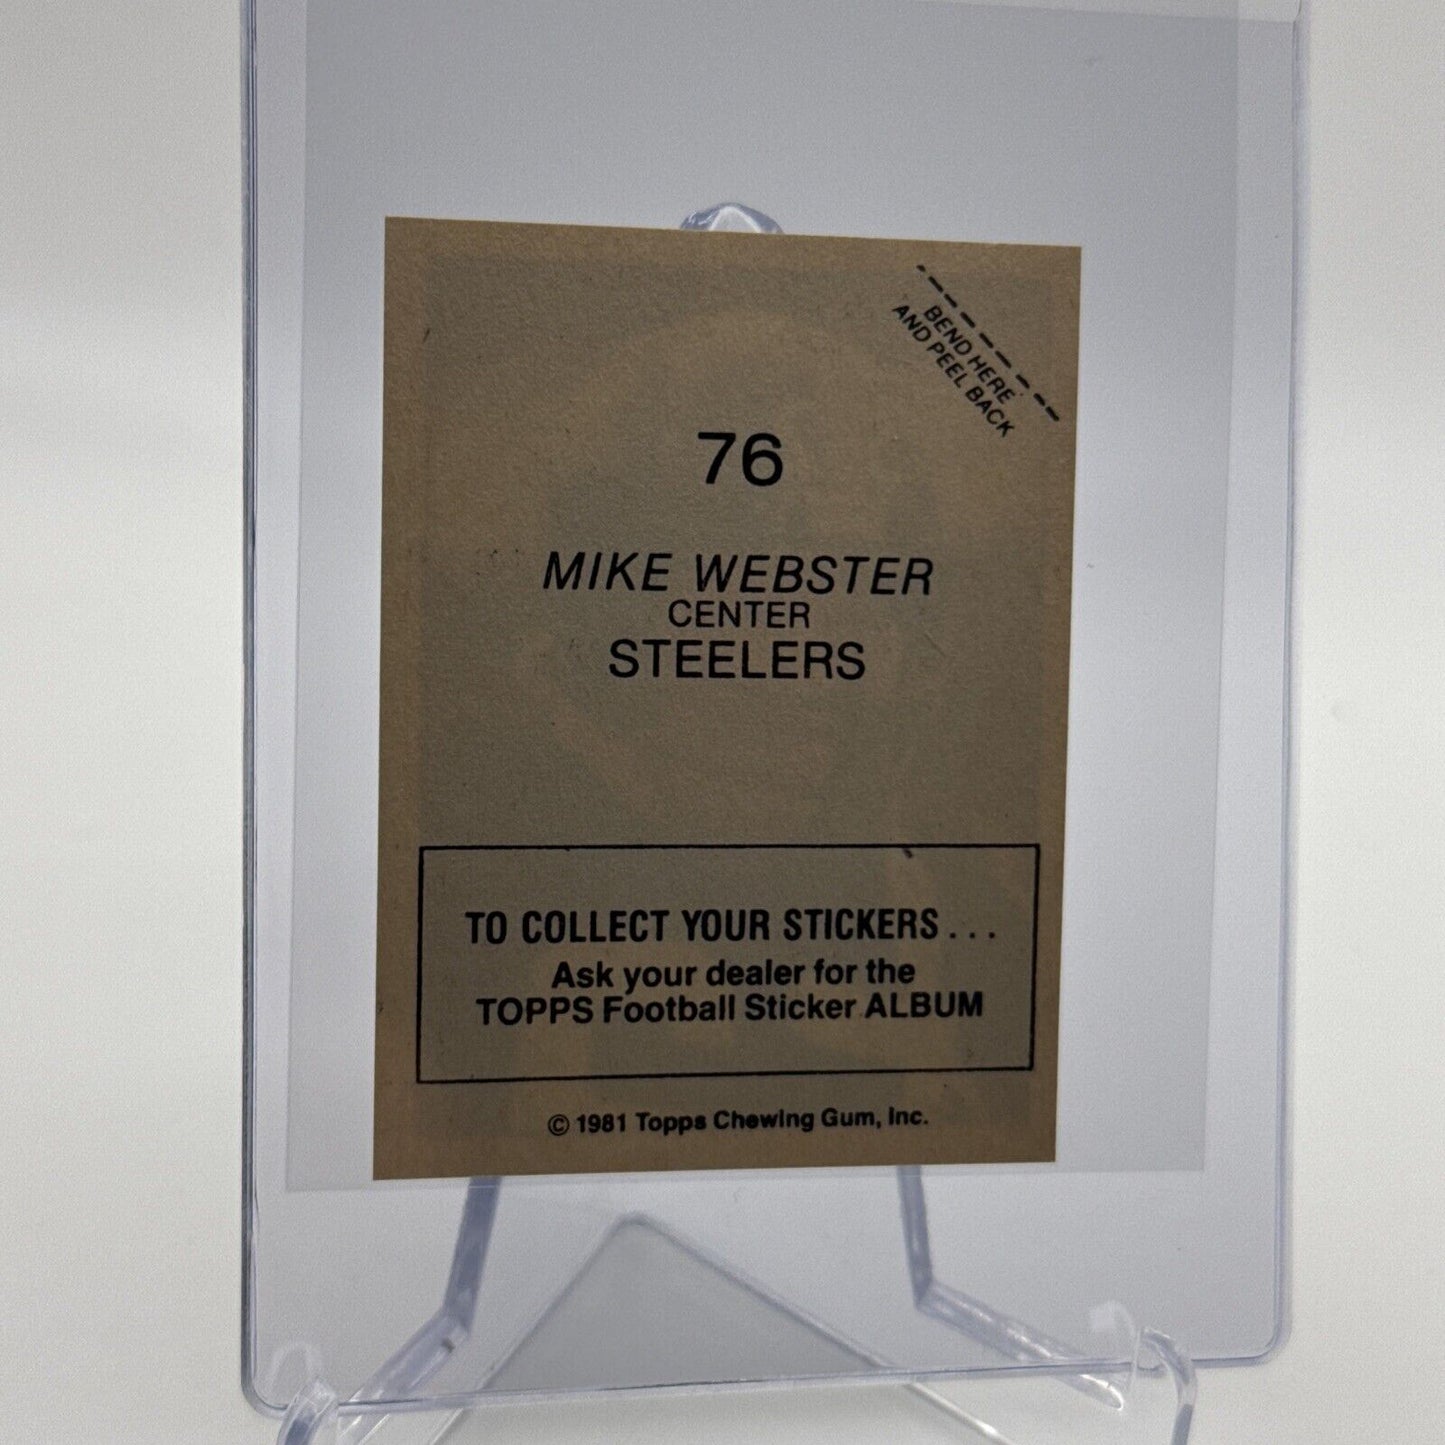 BEND HERE
AND PEEL BACK
76
MIKE WEBSTER
CENTER
STEELERS
TO COLLECT YOUR STICKERS...
Ask your dealer for the
TOPPS Football Sticker ALBUM
© 1981 Topps Chewing Gum, Inc.